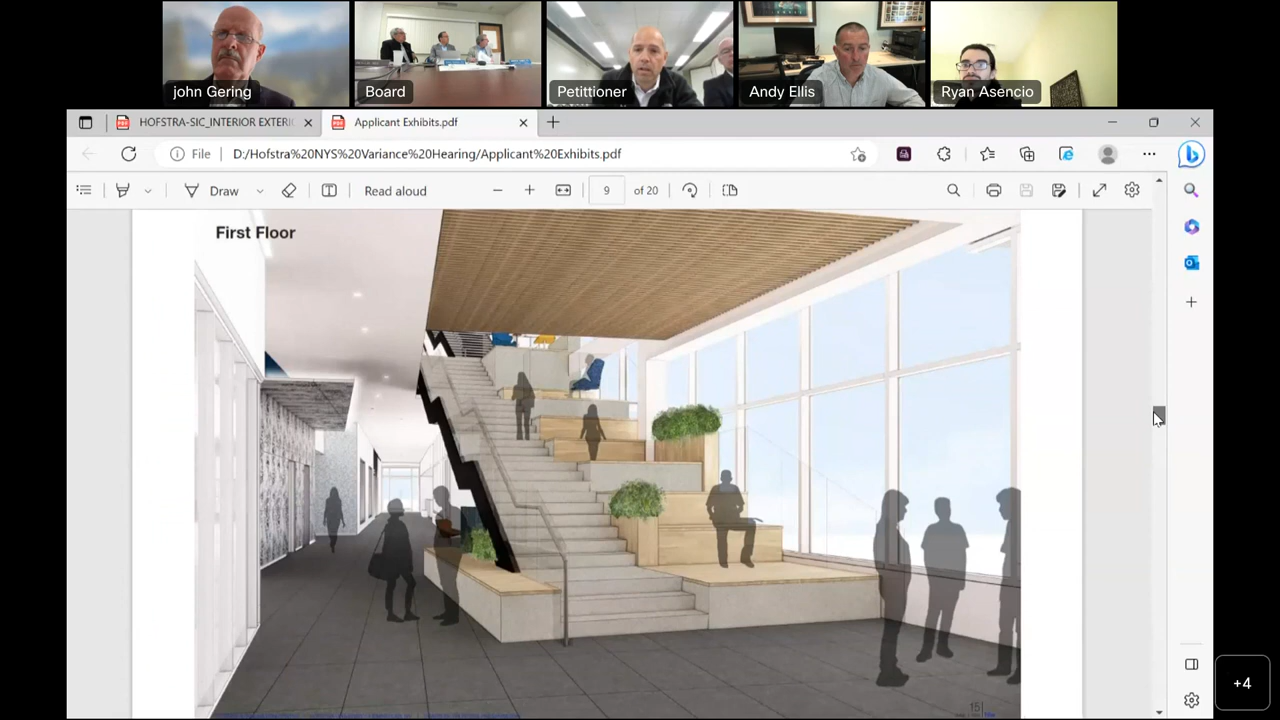 john Gering
Board
Petittioner
Andy Ellis
Ryan Asencio
HOFSTRA-SIC_INTERIOR EXTERI
Applicant Exhibits.pdf
File
D:/Hofstra%20NYS%20Variance%20Hearing/Applicant%20Exhibits.pdf
Draw
Read aloud
9
of 20
First Floor
15
+4